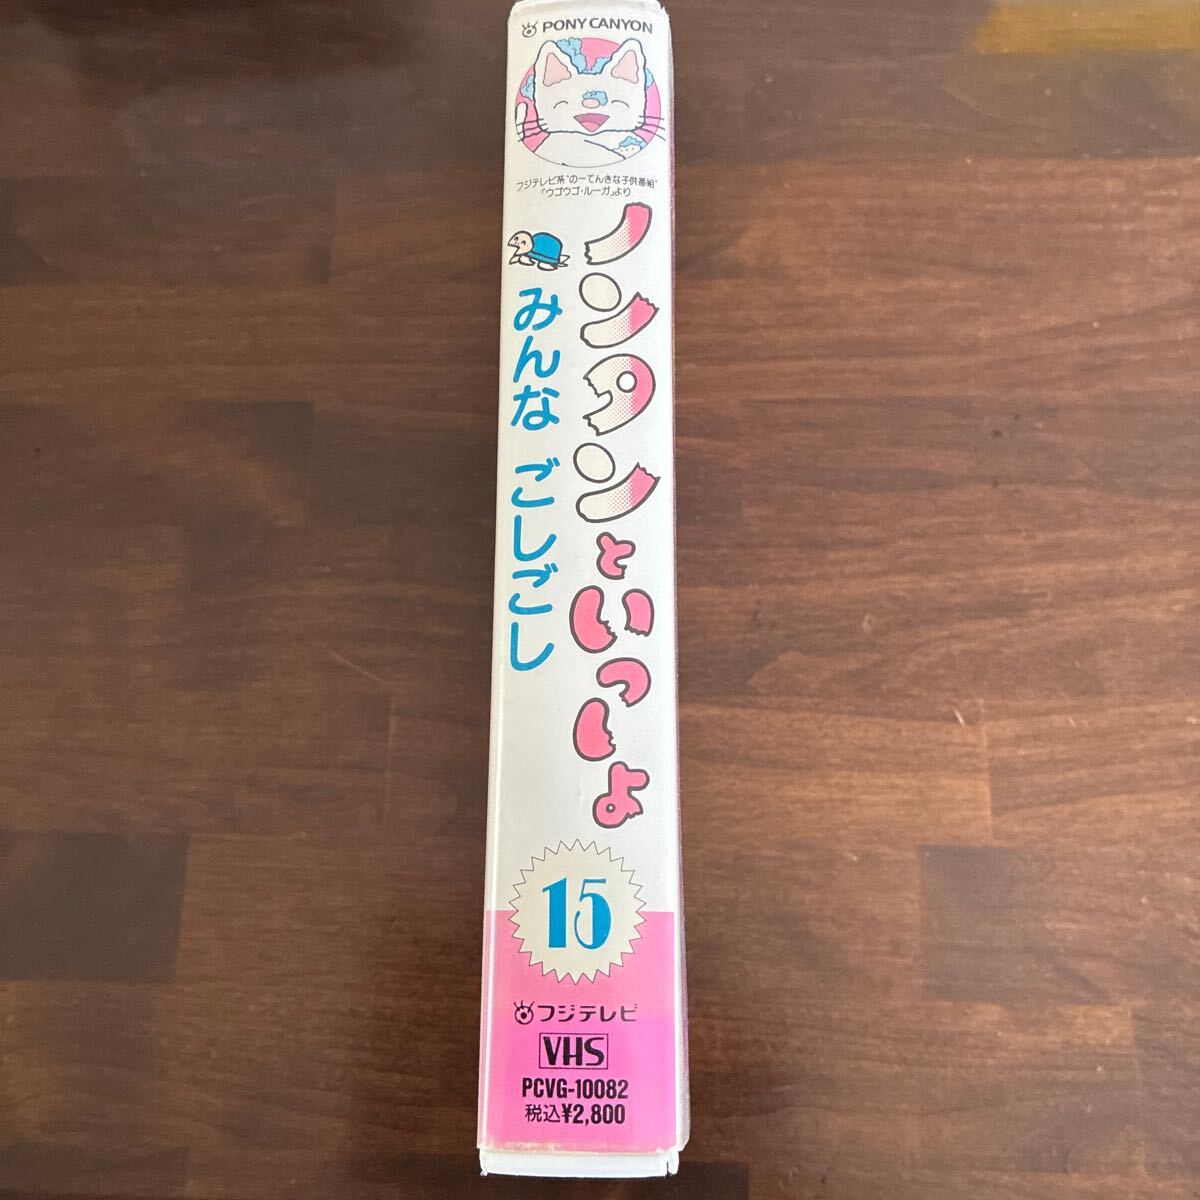 PONY CANYON
フジテレビ系"のーてんきな子供番組"
「ウゴウゴ・ルーガ」より
ノンタンといっしょ
みんな ごしごし
15
フジテレビ
VHS
PCVG-10082
税込¥2,800